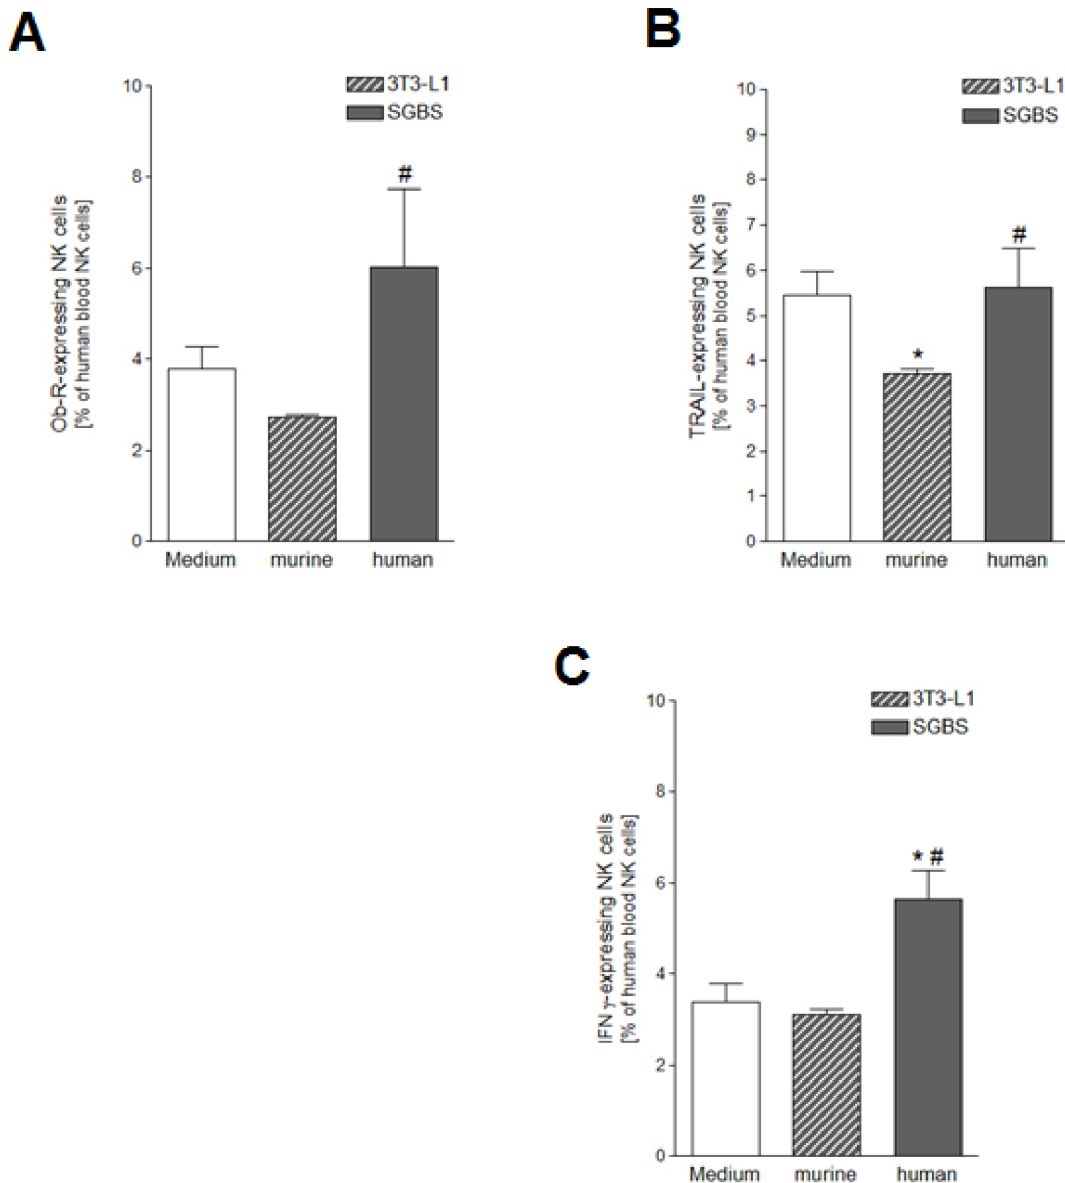 A
3T3-L1
SGBS
10
8
6
4
2
0
Ob-R-expressing NK cells
[% of human blood NK cells]
#
Medium murine human
B
3T3-L1
SGBS
10
9
8
7
6
5
4
3
2
1
0
TRAIL-expressing NK cells
[% of human blood NK cells]
*
#
Medium murine human
C
3T3-L1
SGBS
10
8
6
4
2
0
IFN γ-expressing NK cells
[% of human blood NK cells]
* #
Medium murine human